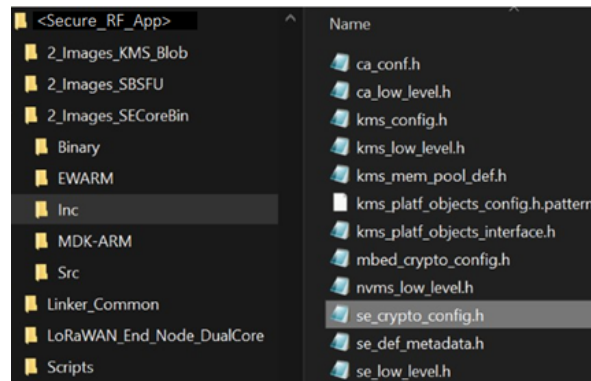 <Secure_RF_App>
2_Images_KMS_Blob
2_Images_SBSFU
2_Images_SECoreBin
Binary
EWARM
Inc
MDK-ARM
Src
Linker_Common
LoRaWAN_End_Node_DualCore
Scripts
Name
ca_conf.h
ca_low_level.h
kms_config.h
kms_low_level.h
kms_mem_pool_def.h
kms_platf_objects_config.h.pattern
kms_platf_objects_interface.h
mbed_crypto_config.h
nvms_low_level.h
se_crypto_config.h
se_def_metadata.h
se_low_level.h